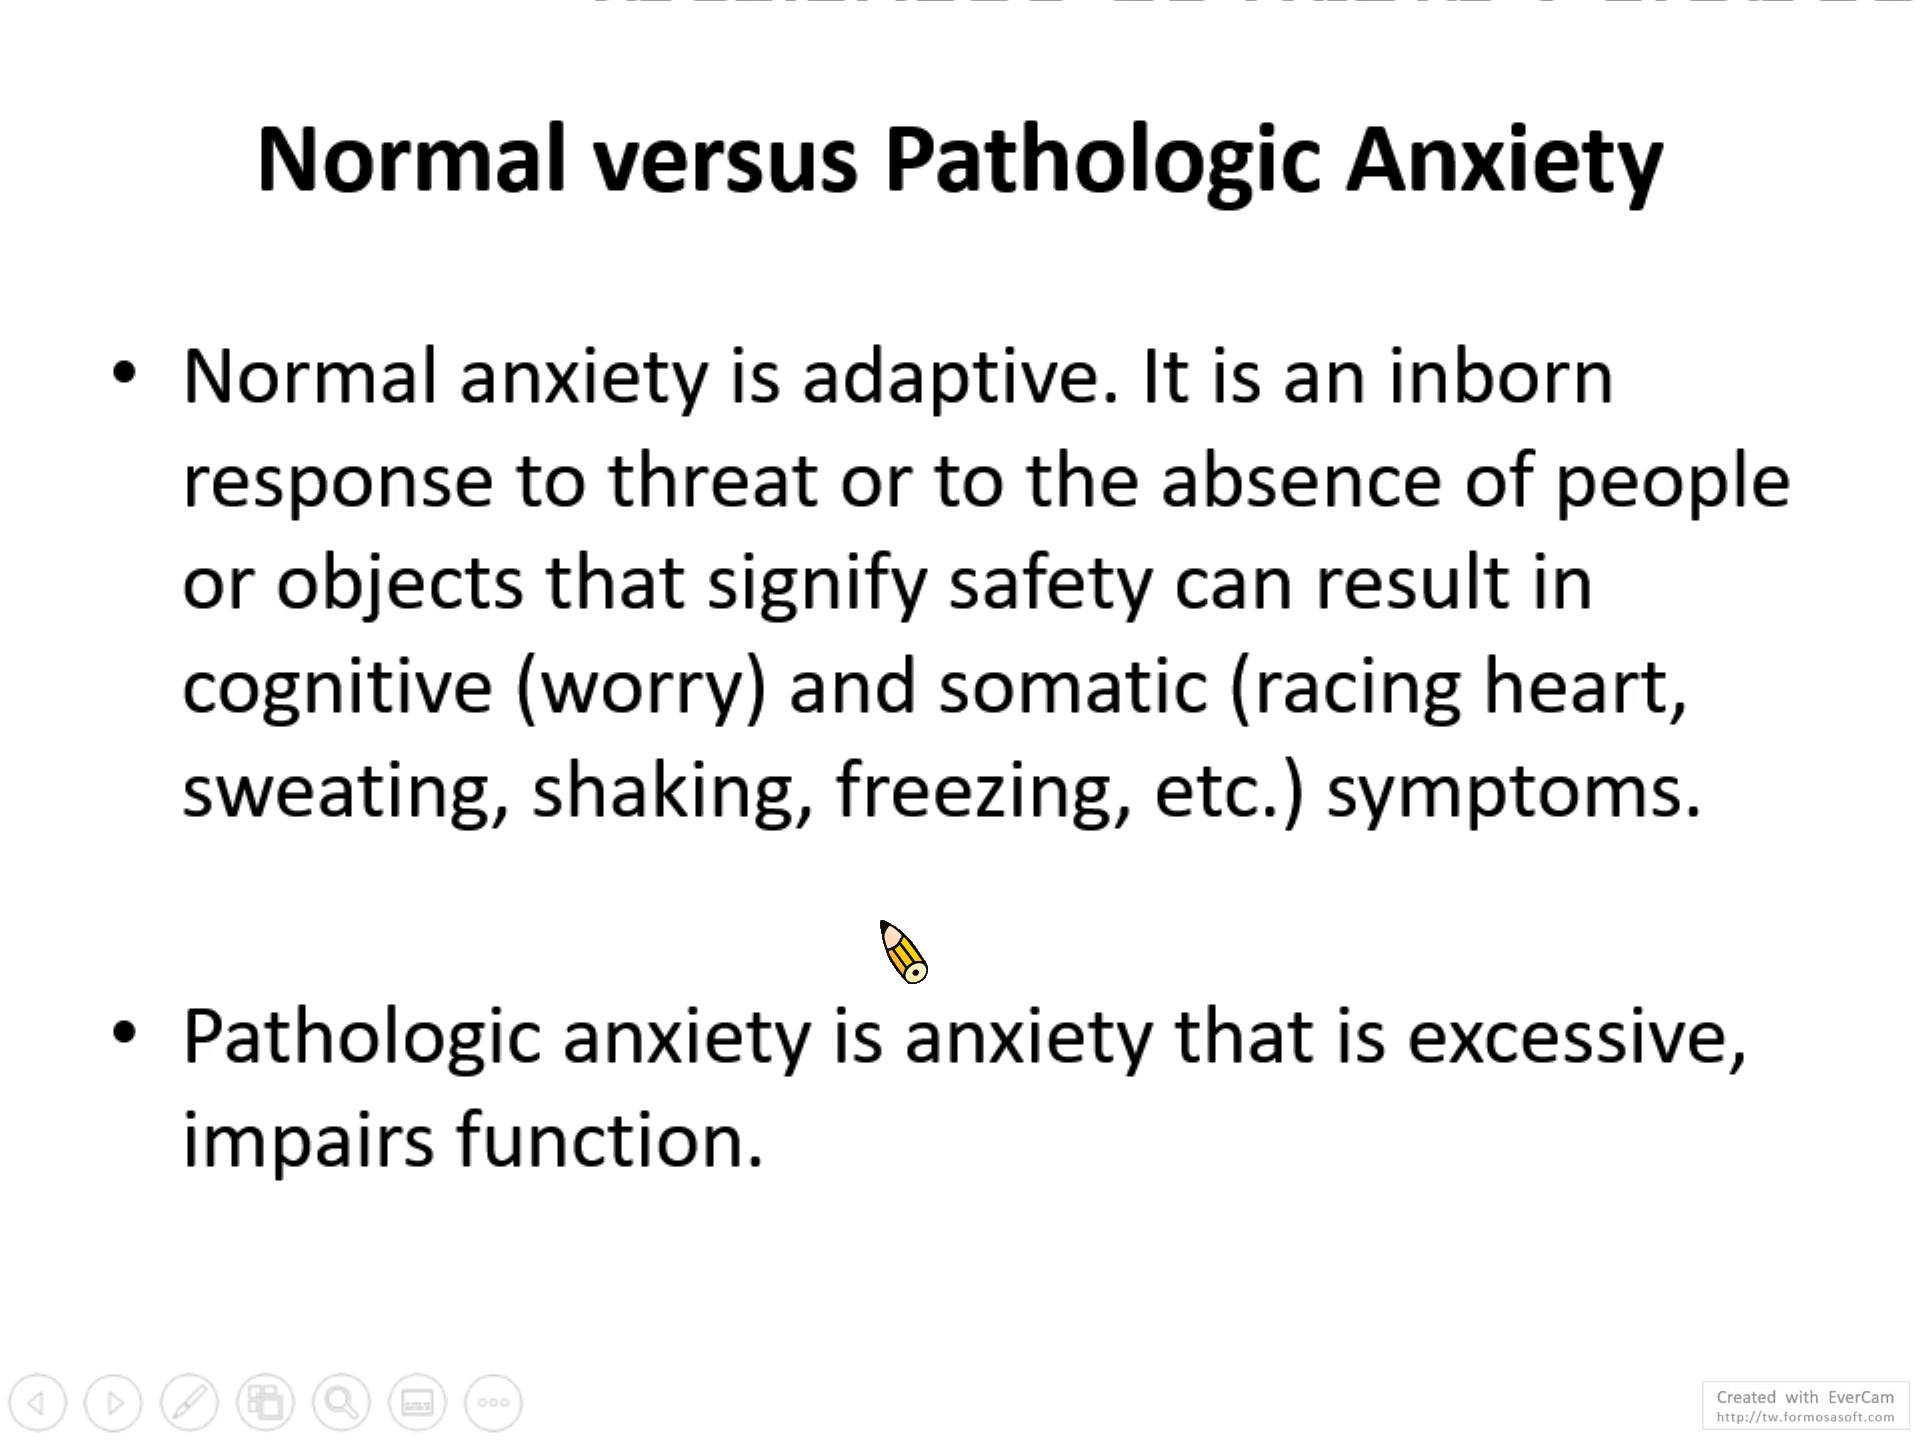 Normal versus Pathologic Anxiety
• Normal anxiety is adaptive. It is an inborn
response to threat or to the absence of people
or objects that signify safety can result in
cognitive (worry) and somatic (racing heart,
sweating, shaking, freezing, etc.) symptoms.
• Pathologic anxiety is anxiety that is excessive,
impairs function.
Created with EverCam
http://tw.formosasoft.com